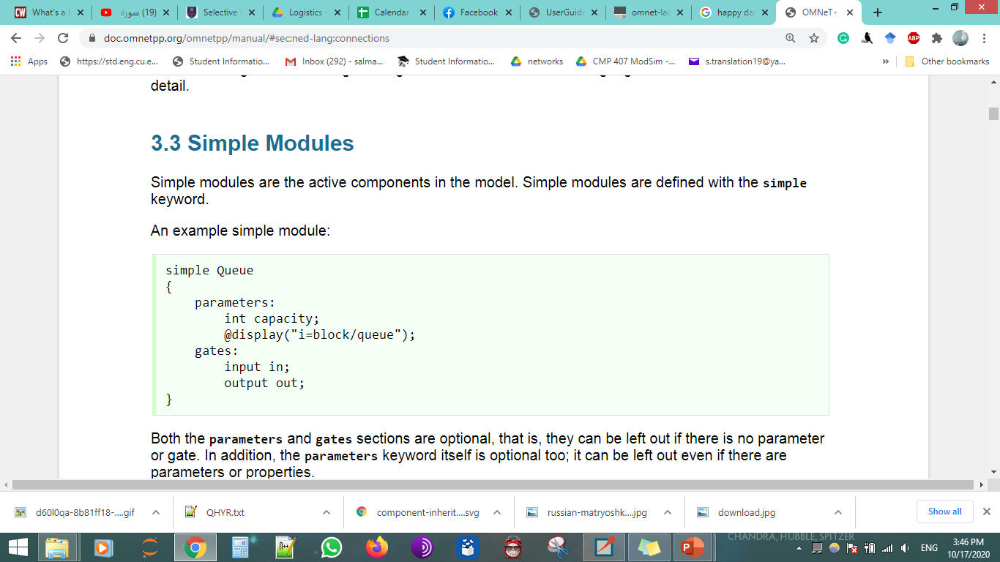 What's a
(19) سورة
Selective
Logistics -
Calendar
Facebook
UserGuide
omnet-lab
happy da
OMNeT+
doc.omnetpp.org/omnetpp/manual/#sec:ned-lang:connections
Apps
https://std.eng.cu.e...
Student Informatio...
Inbox (292) - salma...
Student Informatio...
networks
CMP 407 ModSim -...
s.translation19@ya...
»
Other bookmarks
detail.
3.3 Simple Modules
Simple modules are the active components in the model. Simple modules are defined with the simple
keyword.
An example simple module:
simple Queue
{
parameters:
int capacity;
@display("i=block/queue");
gates:
input in;
output out;
}
Both the parameters and gates sections are optional, that is, they can be left out if there is no parameter
or gate. In addition, the parameters keyword itself is optional too; it can be left out even if there are
parameters or properties.
d60l0qa-8b81ff18-....gif
QHYR.txt
component-inherit....svg
russian-matryoshk....jpg
download.jpg
Show all
CHANDRA, HUBBLE, SPITZER
ENG
3:46 PM
10/17/2020